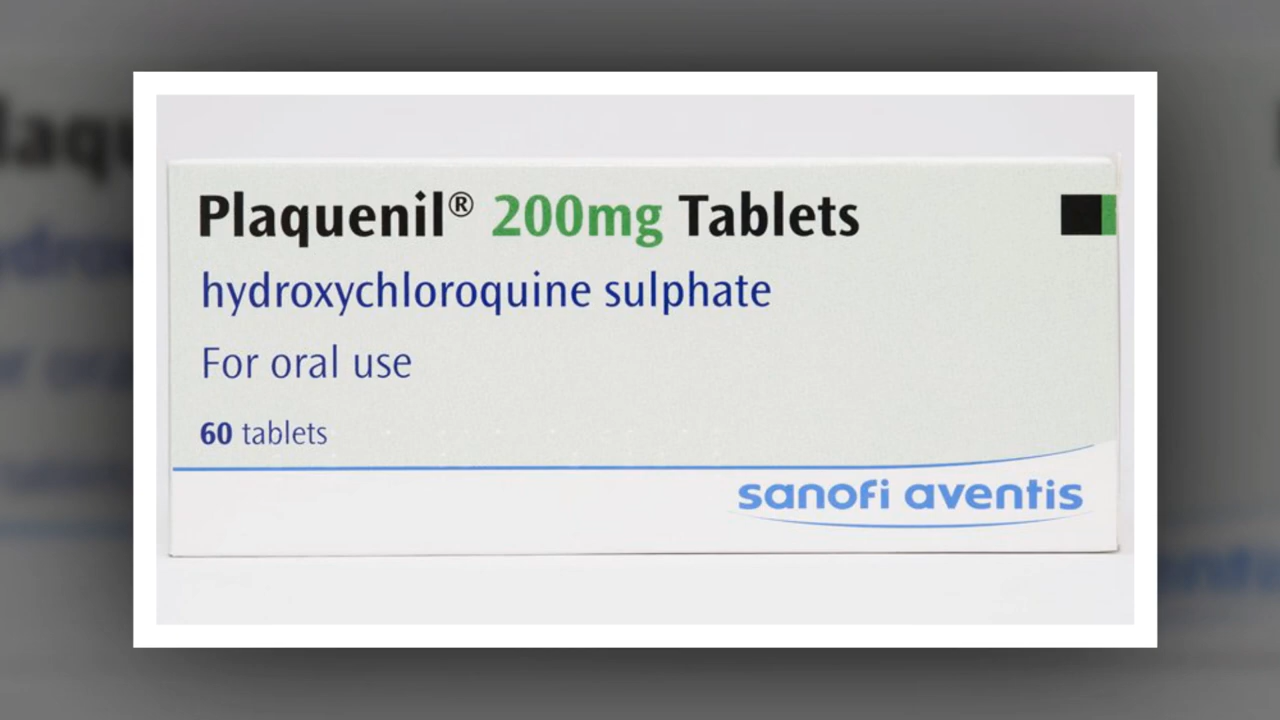 Plaquenil® 200mg Tablets
hydroxychloroquine sulphate
For oral use
60 tablets
sanofi aventis